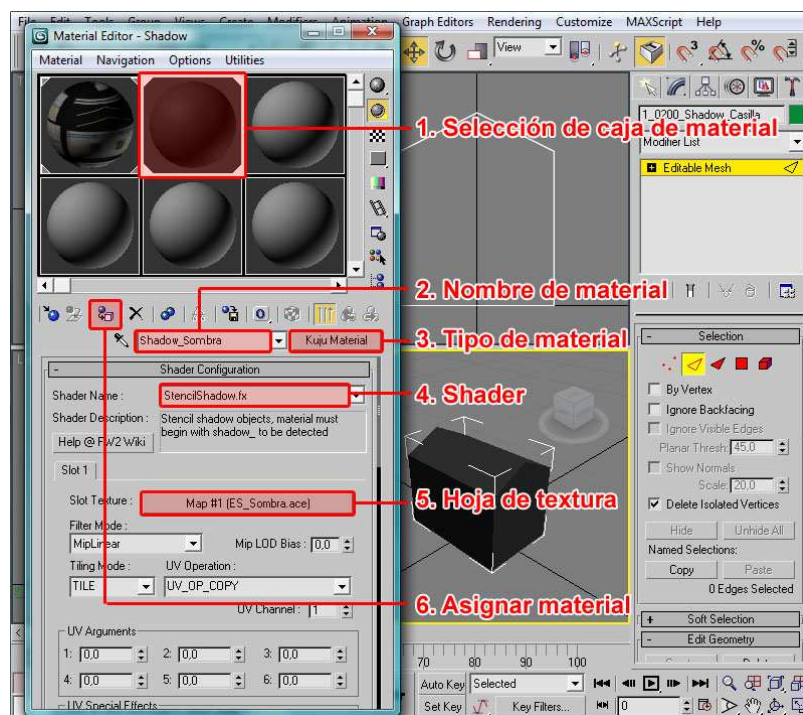 File Edit Tools Group Views Create Modifiers Animation Graph Editors Rendering Customize MAXScript Help
Material Editor - Shadow
Material Navigation Options Utilities
View
1. Selección de caja de material
1_0200_Shadow_Casilla
Modifier List
Editable Mesh
2. Nombre de material
Shadow_Sombra
Kuju Material
3. Tipo de material
Shader Configuration
Shader Name :
StencilShadow.fx
4. Shader
Shader Description :
Stencil shadow objects, material must
begin with shadow_ to be detected
Help @ FW2 Wiki
Slot 1
Slot Texture :
Map #1 (ES_Sombra.ace)
5. Hoja de textura
Filter Mode :
MipLinear
Mip LOD Bias : 0,0
Tiling Mode :
UV Operation :
TILE
UV_OP_COPY
6. Asignar material
UV Channel : 1
UV Arguments
1: 0,0 2: 0,0 3: 0,0
4: 0,0 5: 0,0 6: 0,0
UV Special Effects
Selection
By Vertex
Ignore Backfacing
Ignore Visible Edges
Planar Thresh: 45,0
Show Normals
Scale: 20,0
Delete Isolated Vertices
Hide Unhide All
Named Selections:
Copy Paste
0 Edges Selected
Soft Selection
Edit Geometry
70 80 90 100
Auto Key Selected
Set Key Key Filters... 0